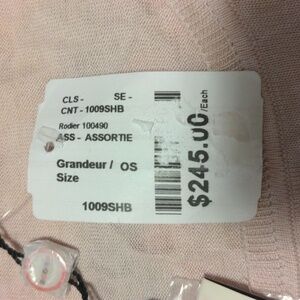 CLS - SE -
CNT - 1009SHB
Rodier 100490
ASS - ASSORTIE
Grandeur / OS
Size
1009SHB
$245.00 /Each